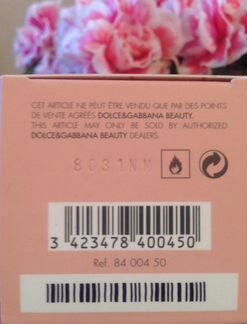 CET ARTICLE NE PEUT ÊTRE VENDU QUE PAR DES POINTS
DE VENTE AGRÉÉS DOLCE&GABBANA BEAUTY.
THIS ARTICLE MAY ONLY BE SOLD BY AUTHORIZED
DOLCE&GABBANA BEAUTY DEALERS.
8031NN
3 423478 400450
Ref. 84 004 50